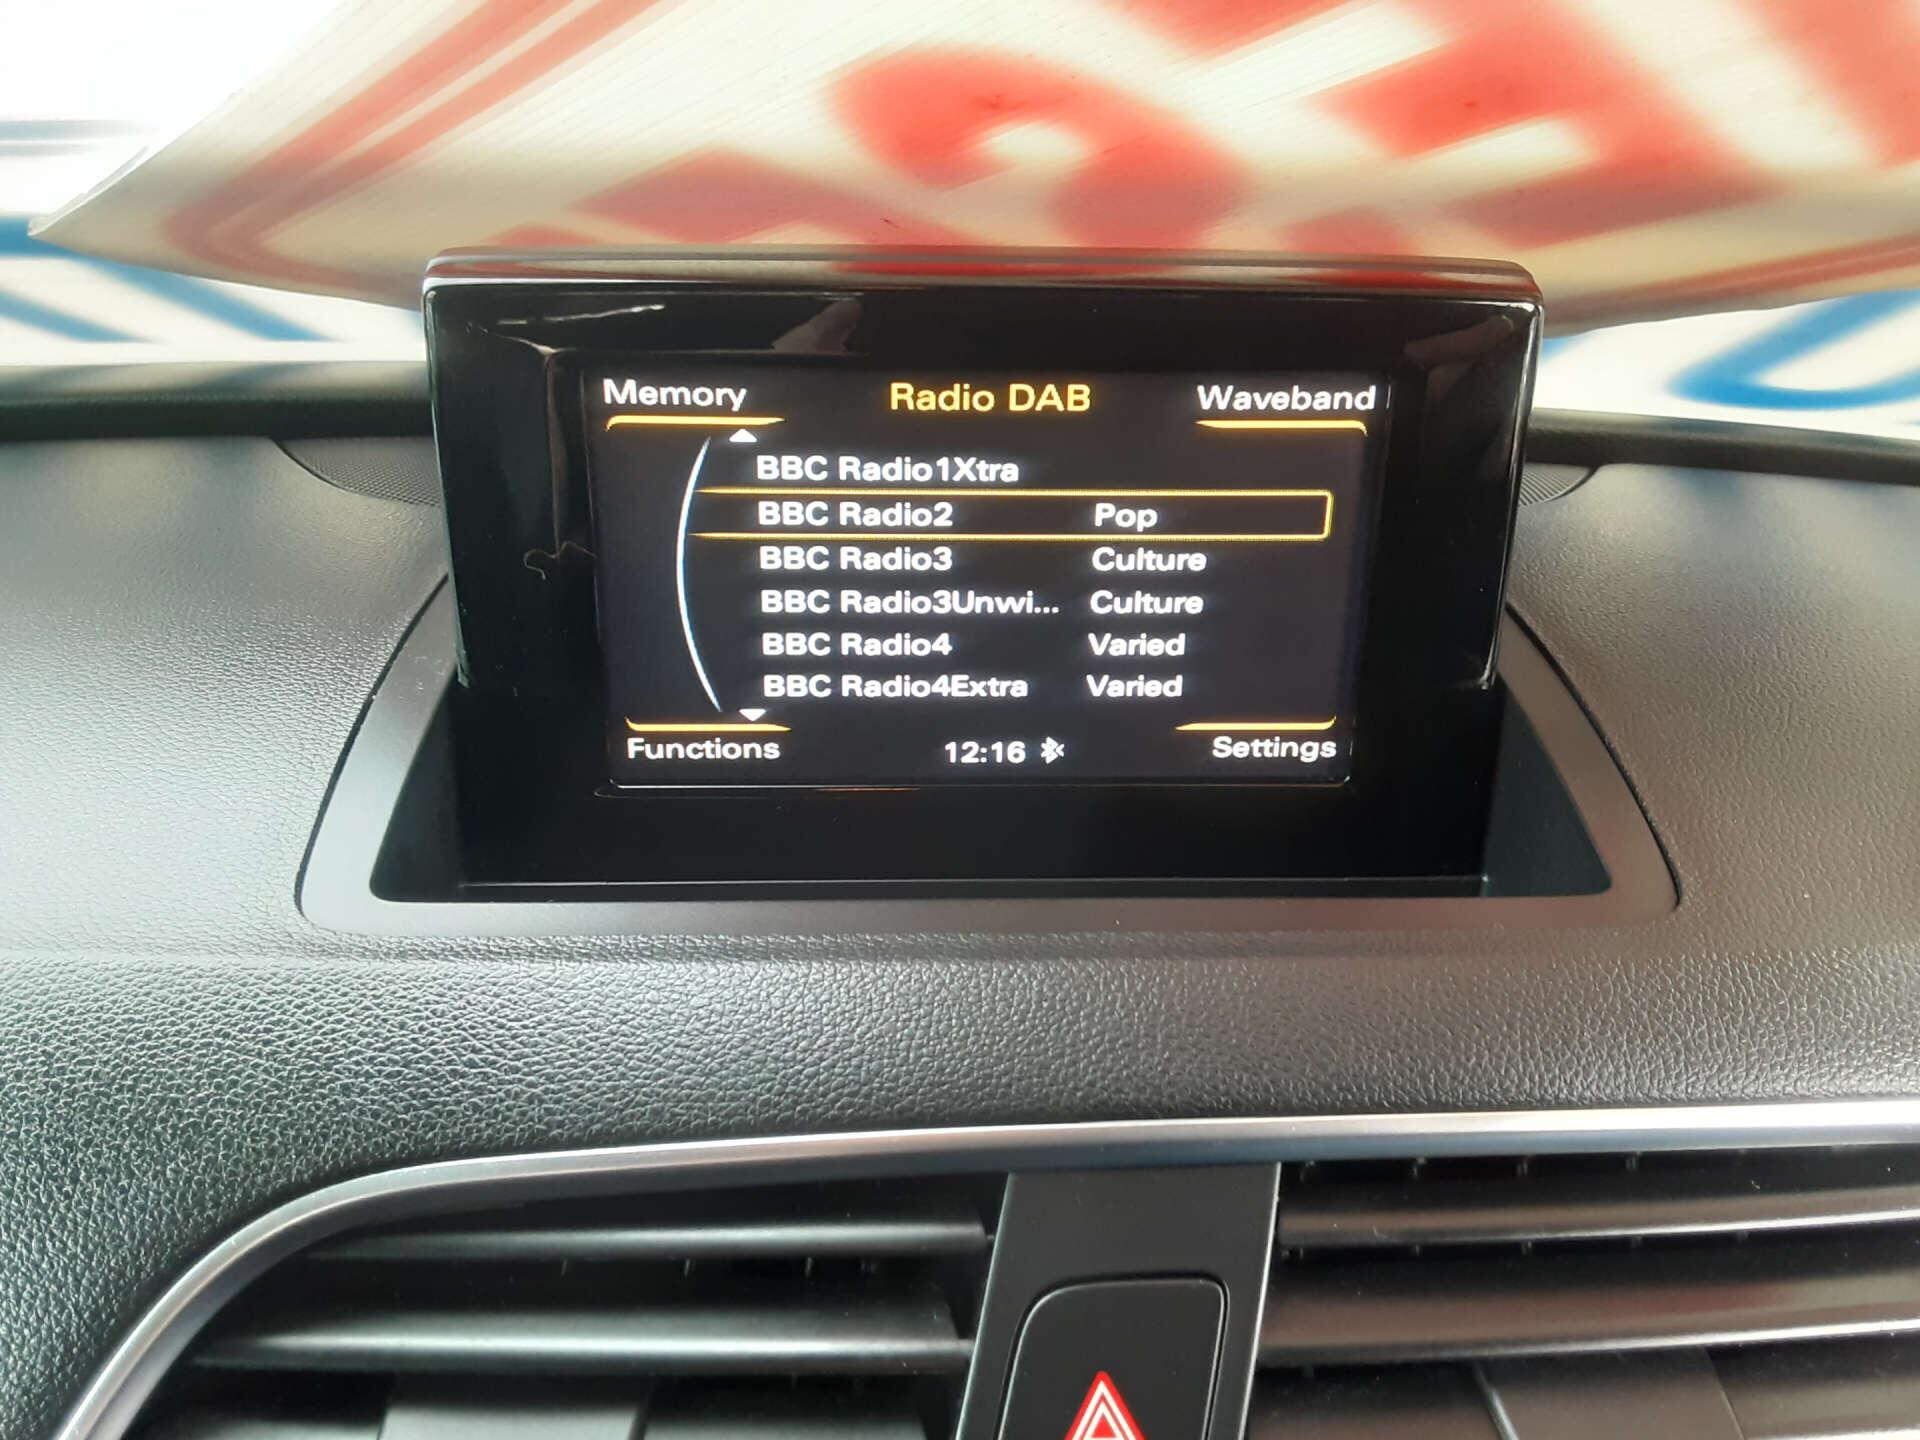 Memory Radio DAB Waveband
BBC Radio1Xtra
BBC Radio2 Pop
BBC Radio3 Culture
BBC Radio3Unwi... Culture
BBC Radio4 Varied
BBC Radio4Extra Varied
Functions 12:16 Settings